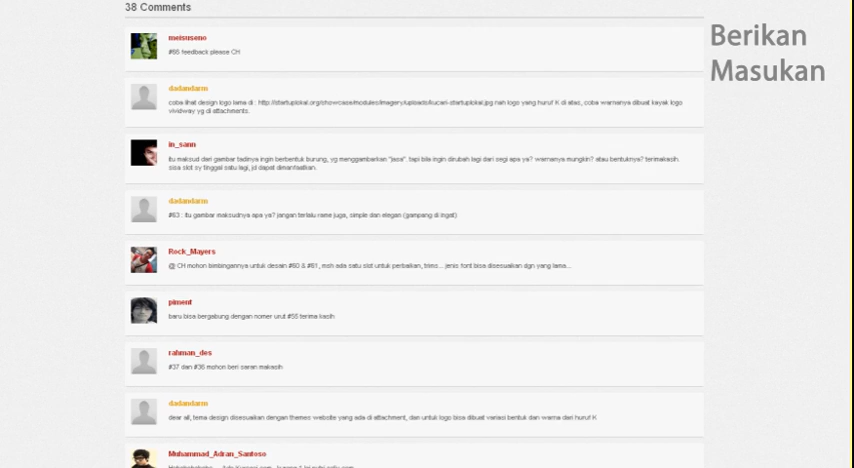 38 Comments
Berikan
Masukan
meisuseno
#65 feedback please CH
dadandarm
coba lihat design logo lama di : http://startuplokal.org/showcase/modules/imagery/uploads/kucari-startuplokal.jpg nah logo yang huruf K di atas, coba warnanya dibuat kayak logo
vividway yg di attachments.
in_sann
itu maksud dari gambar tadinya ingin berbentuk burung, yg menggambarkan "jasa". tapi bila ingin dirubah lagi dari segi apa ya? warnanya mungkin? atau bentuknya? terimakasih.
sisa slot sy tinggal satu lagi, jd dapat dimanfaatkan.
dadandarm
#63 : itu gambar maksudnya apa ya? jangan terlalu rame juga, simple dan elegan (gampang di ingat)
Rock_Mayers
@ CH mohon bimbingannya untuk desain #60 & #61, msh ada satu slot untuk perbaikan, trims... jenis font bisa disesuaikan dgn yang lama...
piment
baru bisa bergabung dengan nomer urut #55 terima kasih
rahman_des
#37 dan #36 mohon beri saran makasih
dadandarm
dear all, tema design disesuaikan dengan themes website yang ada di attachment, dan untuk logo bisa dibuat variasi bentuk dan warna dari huruf K
Muhammad_Adran_Santoso